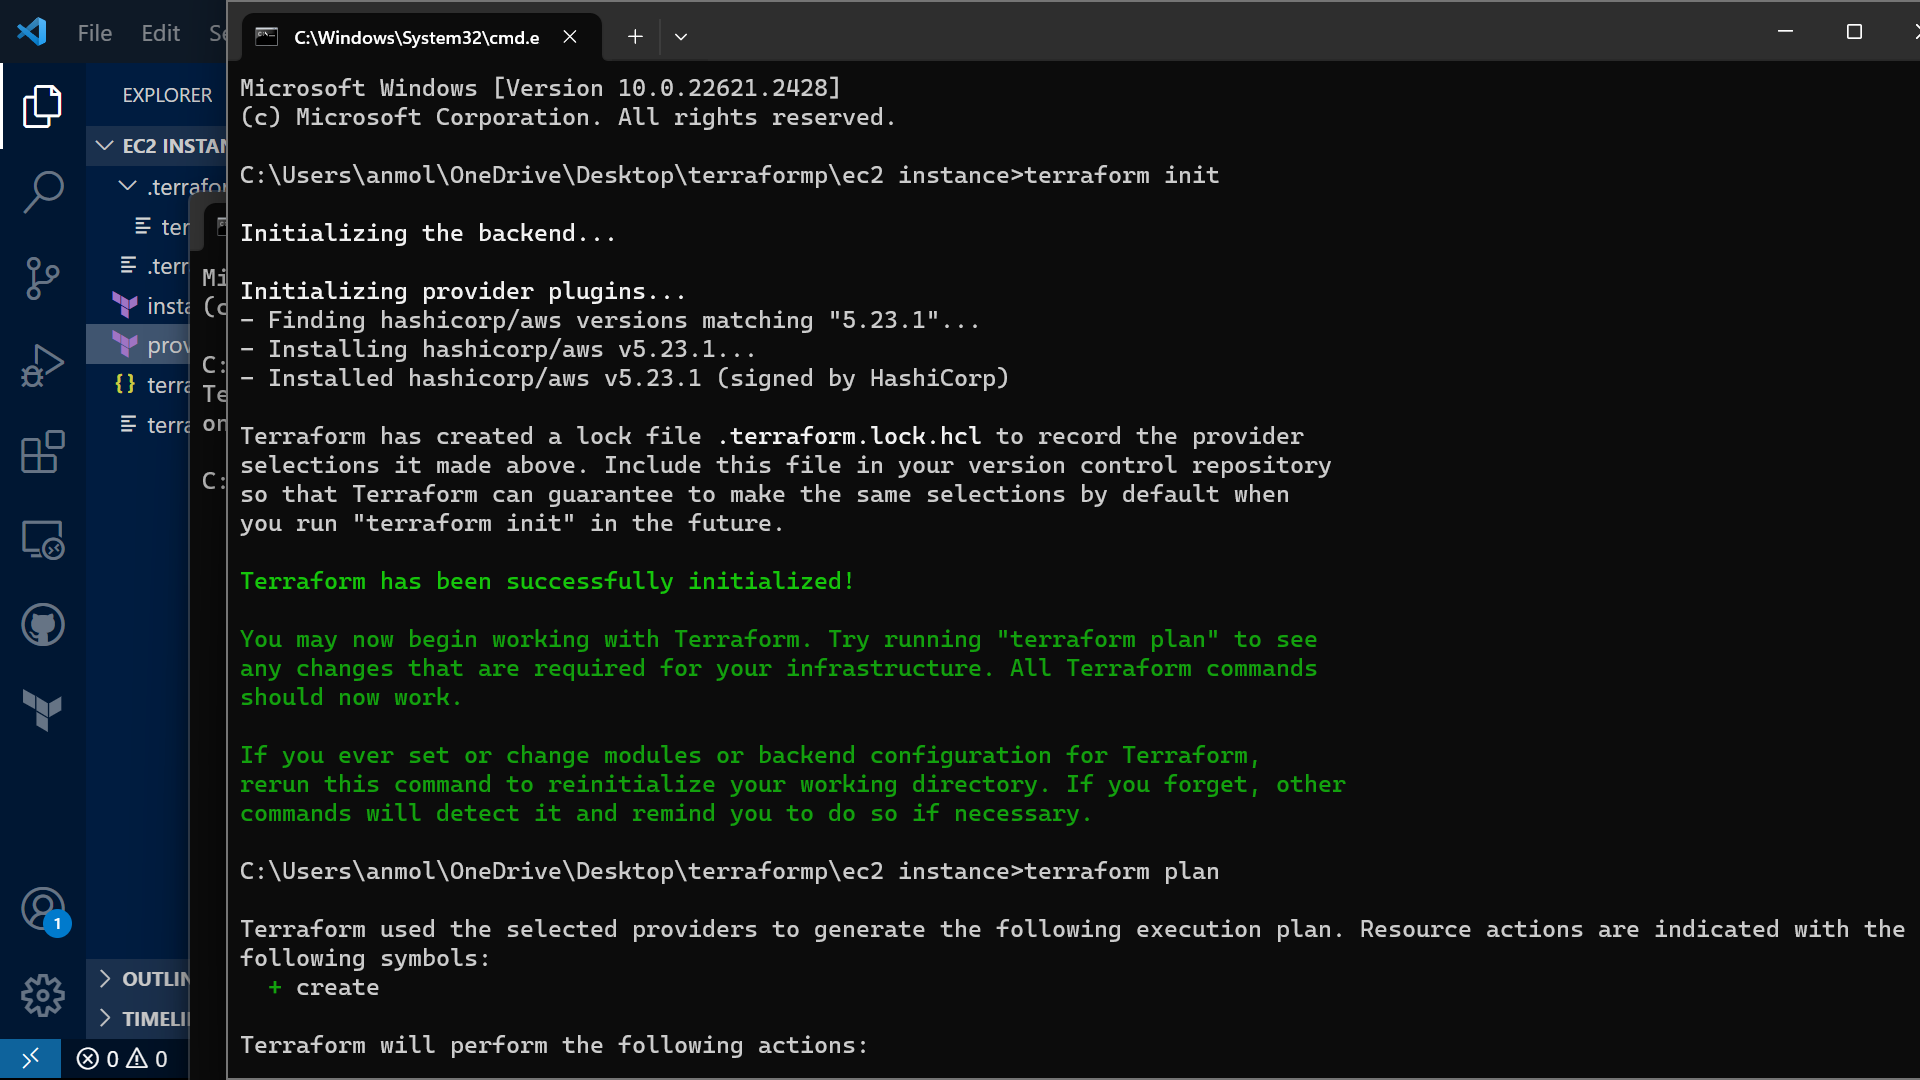 File Edit Se
EXPLORER
EC2 INSTAN
.terrafor
ter
.terr
insta
prov
{} terra
terra
OUTLIN
TIMELI
0 0
1
Mi
(c
C:
Te
on
C:
C:\Windows\System32\cmd.e
Microsoft Windows [Version 10.0.22621.2428]
(c) Microsoft Corporation. All rights reserved.
C:\Users\anmol\OneDrive\Desktop\terraformp\ec2 instance>terraform init
Initializing the backend...
Initializing provider plugins...
- Finding hashicorp/aws versions matching "5.23.1"...
- Installing hashicorp/aws v5.23.1...
- Installed hashicorp/aws v5.23.1 (signed by HashiCorp)
Terraform has created a lock file .terraform.lock.hcl to record the provider
selections it made above. Include this file in your version control repository
so that Terraform can guarantee to make the same selections by default when
you run "terraform init" in the future.
Terraform has been successfully initialized!
You may now begin working with Terraform. Try running "terraform plan" to see
any changes that are required for your infrastructure. All Terraform commands
should now work.
If you ever set or change modules or backend configuration for Terraform,
rerun this command to reinitialize your working directory. If you forget, other
commands will detect it and remind you to do so if necessary.
C:\Users\anmol\OneDrive\Desktop\terraformp\ec2 instance>terraform plan
Terraform used the selected providers to generate the following execution plan. Resource actions are indicated with the
following symbols:
+ create
Terraform will perform the following actions: